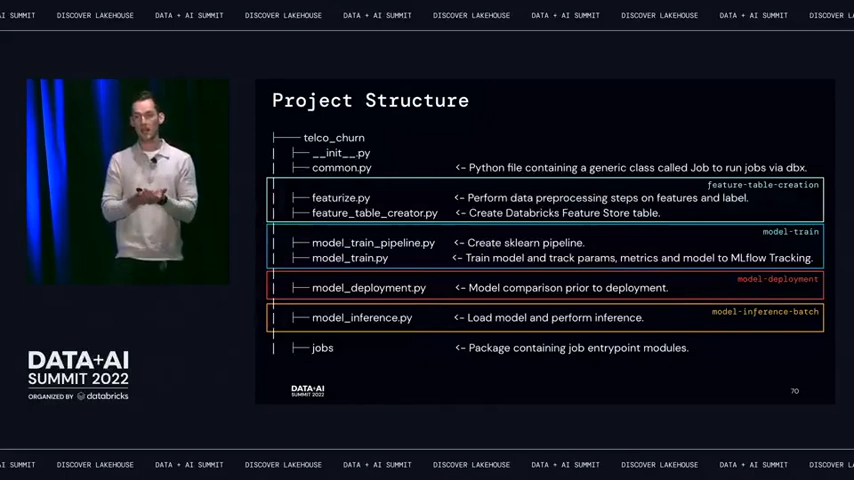 AI SUMMIT DISCOVER LAKEHOUSE DATA + AI SUMMIT DISCOVER LAKEHOUSE DATA + AI SUMMIT DISCOVER LAKEHOUSE DATA + AI SUMMIT DISCOVER LAKEHOUSE DATA + AI SUMMIT DISCOVER LA
Project Structure
telco_churn
__init__.py
common.py <- Python file containing a generic class called Job to run jobs via dbx.
feature-table-creation
featurize.py <- Perform data preprocessing steps on features and label.
feature_table_creator.py <- Create Databricks Feature Store table.
model-train
model_train_pipeline.py <- Create sklearn pipeline.
model_train.py <- Train model and track params, metrics and model to MLflow Tracking.
model-deployment
model_deployment.py <- Model comparison prior to deployment.
model-inference-batch
model_inference.py <- Load model and perform inference.
jobs <- Package containing job entrypoint modules.
DATA+AI
SUMMIT 2022
70
DATA+AI
SUMMIT 2022
ORGANIZED BY databricks
AI SUMMIT DISCOVER LAKEHOUSE DATA + AI SUMMIT DISCOVER LAKEHOUSE DATA + AI SUMMIT DISCOVER LAKEHOUSE DATA + AI SUMMIT DISCOVER LAKEHOUSE DATA + AI SUMMIT DISCOVER LA